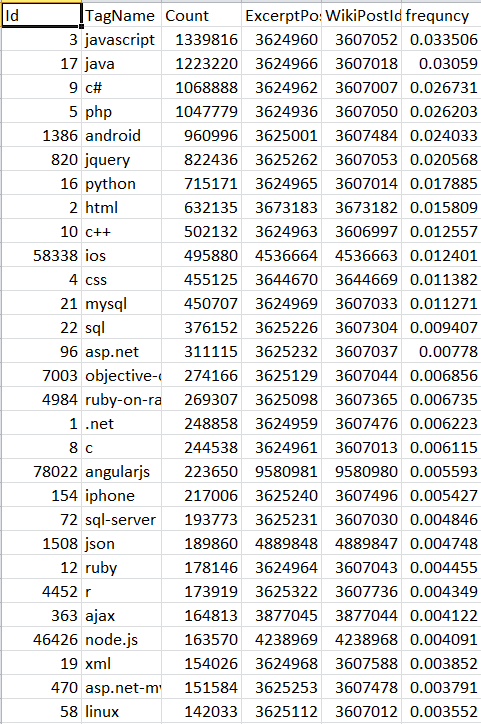 Id TagName Count ExcerptPos WikiPostId frequncy
3 javascript 1339816 3624960 3607052 0.033506
17 java 1223220 3624966 3607018 0.03059
9 c# 1068888 3624962 3607007 0.026731
5 php 1047779 3624936 3607050 0.026203
1386 android 960996 3625001 3607484 0.024033
820 jquery 822436 3625262 3607053 0.020568
16 python 715171 3624965 3607014 0.017885
2 html 632135 3673183 3673182 0.015809
10 c++ 502132 3624963 3606997 0.012557
58338 ios 495880 4536664 4536663 0.012401
4 css 455125 3644670 3644669 0.011382
21 mysql 450707 3624969 3607033 0.011271
22 sql 376152 3625226 3607304 0.009407
96 asp.net 311115 3625232 3607037 0.00778
7003 objective-c 274166 3625129 3607044 0.006856
4984 ruby-on-ra 269307 3625098 3607365 0.006735
1 .net 248858 3624959 3607476 0.006223
8 c 244538 3624961 3607013 0.006115
78022 angularjs 223650 9580981 9580980 0.005593
154 iphone 217006 3625240 3607496 0.005427
72 sql-server 193773 3625231 3607030 0.004846
1508 json 189860 4889848 4889847 0.004748
12 ruby 178146 3624964 3607043 0.004455
4452 r 173919 3625322 3607736 0.004349
363 ajax 164813 3877045 3877044 0.004122
46426 node.js 163570 4238969 4238968 0.004091
19 xml 154026 3624968 3607588 0.003852
470 asp.net-mv 151584 3625253 3607478 0.003791
58 linux 142033 3625112 3607012 0.003552